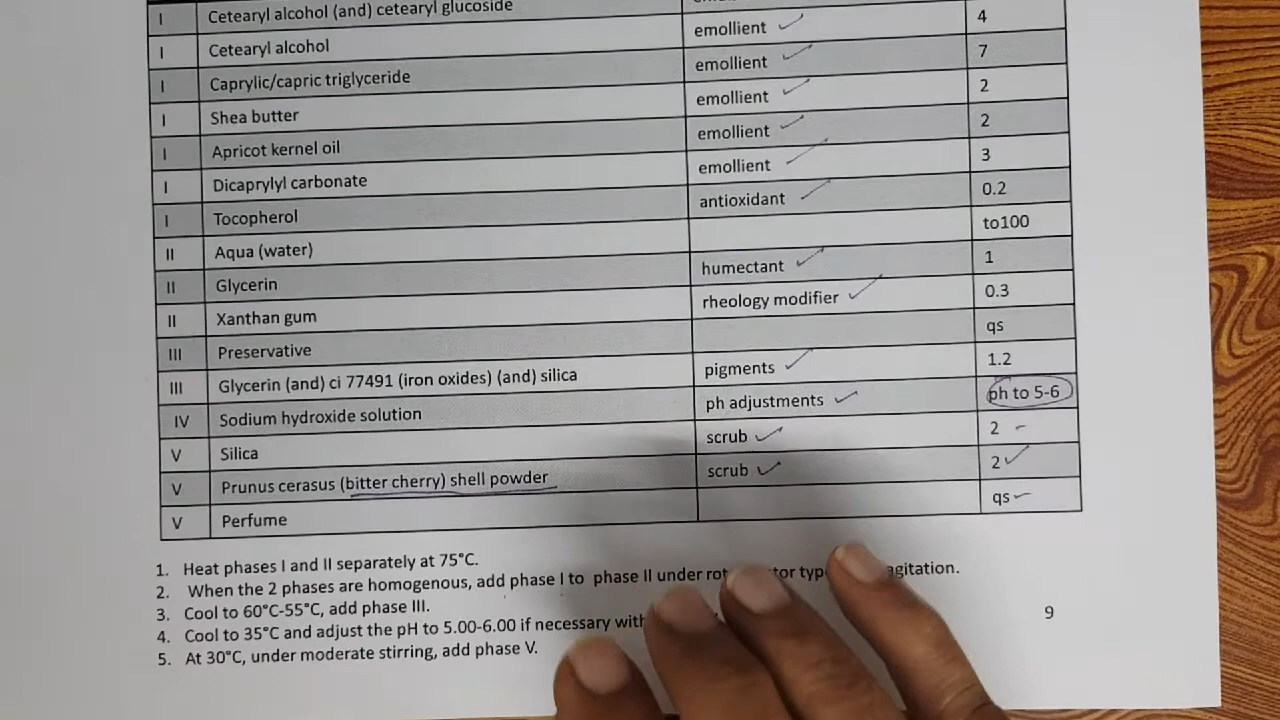 I Cetearyl alcohol (and) cetearyl glucoside
I Cetearyl alcohol emollient 4
I Caprylic/capric triglyceride emollient 7
I Shea butter emollient 2
I Apricot kernel oil emollient 2
I Dicaprylyl carbonate emollient 3
I Tocopherol antioxidant 0.2
II Aqua (water) to100
II Glycerin humectant 1
II Xanthan gum rheology modifier 0.3
III Preservative qs
III Glycerin (and) ci 77491 (iron oxides) (and) silica pigments 1.2
IV Sodium hydroxide solution ph adjustments ph to 5-6
V Silica scrub 2
V Prunus cerasus (bitter cherry) shell powder scrub 2
V Perfume qs
1. Heat phases I and II separately at 75°C.
2. When the 2 phases are homogenous, add phase I to phase II under agitation.
3. Cool to 60°C-55°C, add phase III.
4. Cool to 35°C and adjust the pH to 5.00-6.00 if necessary with
5. At 30°C, under moderate stirring, add phase V.
9